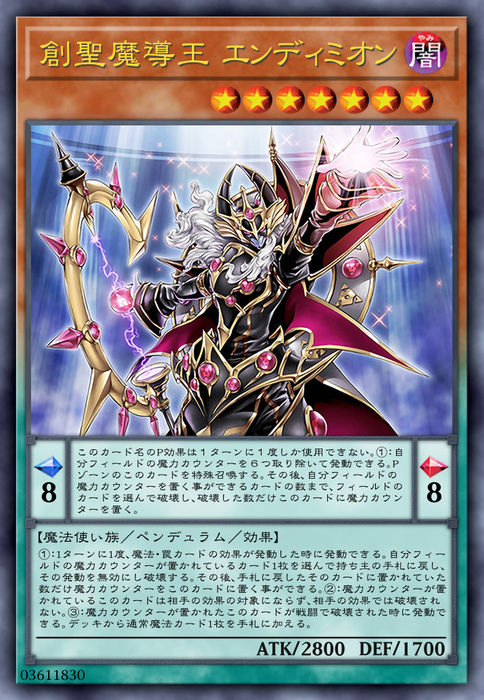 創聖魔導王 エンディミオン
やみ
闇
このカード名のP効果は1ターンに1度しか使用できない。①:自
分フィールドの魔力カウンターを6つ取り除いて発動できる。P
ゾーンのこのカードを特殊召喚する。その後、自分フィールドの
魔力カウンターを置く事ができるカードの数まで、フィールド
のカードを選んで破壊し、破壊した数だけこのカードに魔力カウン
ターを置く。
8
8
【魔法使い族/ペンデュラム/効果】
①:1ターンに1度、魔法・罠カードの効果が発動した時に発動できる。自分フィー
ルドの魔力カウンターが置かれているカード1枚を選んで持ち主の手札に戻し、
その発動を無効にし破壊する。その後、手札に戻したそのカードに置かれていた
数だけ魔力カウンターをこのカードに置く事ができる。②:魔力カウンターが置
かれているこのカードは相手の効果の対象にならず、相手の効果では破壊され
ない。③:魔力カウンターが置かれたこのカードが戦闘で破壊された時に発動で
きる。デッキから通常魔法カード1枚を手札に加える。
ATK/2800 DEF/1700
03611830